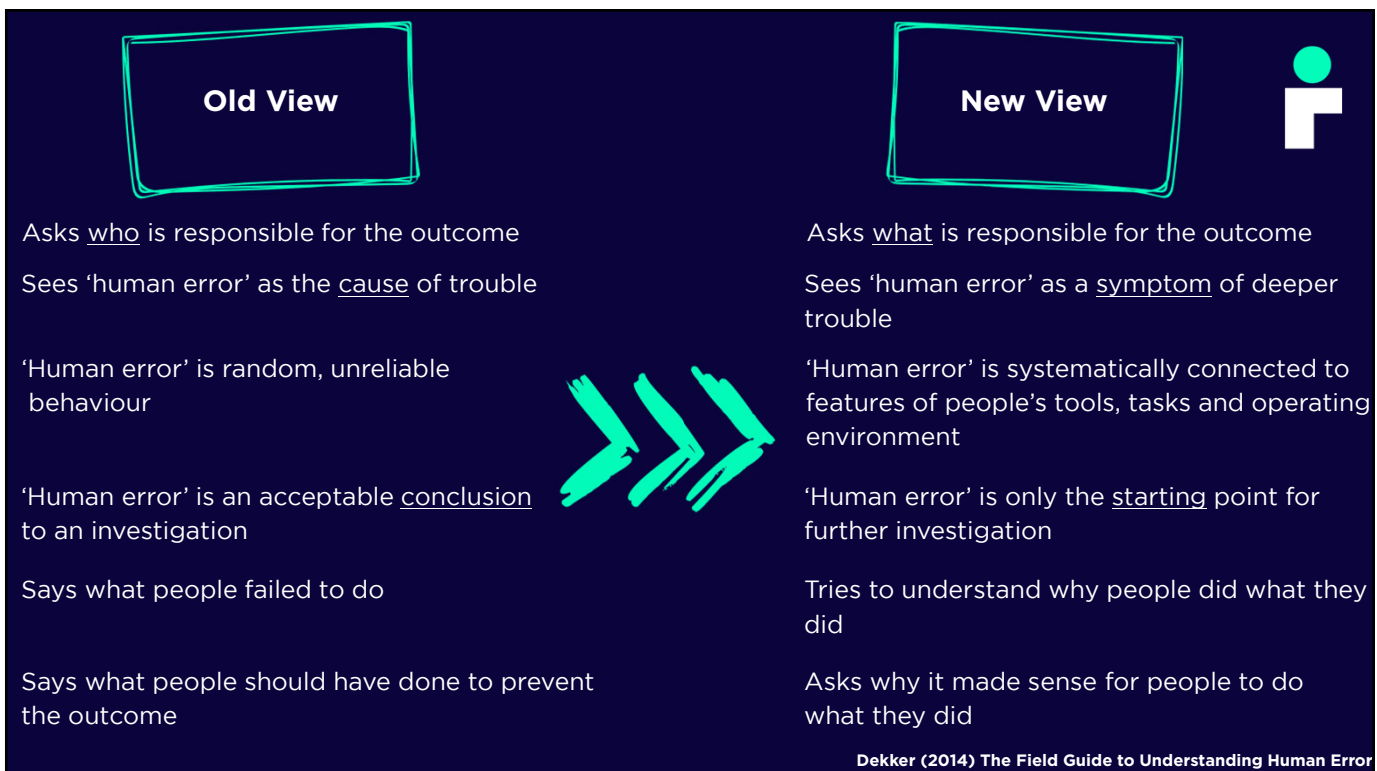 Old View
New View
Asks who is responsible for the outcome
Asks what is responsible for the outcome
Sees ‘human error’ as the cause of trouble
Sees ‘human error’ as a symptom of deeper
trouble
‘Human error’ is random, unreliable
behaviour
‘Human error’ is systematically connected to
features of people’s tools, tasks and operating
environment
‘Human error’ is an acceptable conclusion
to an investigation
‘Human error’ is only the starting point for
further investigation
Says what people failed to do
Tries to understand why people did what they
did
Says what people should have done to prevent
the outcome
Asks why it made sense for people to do
what they did
Dekker (2014) The Field Guide to Understanding Human Error